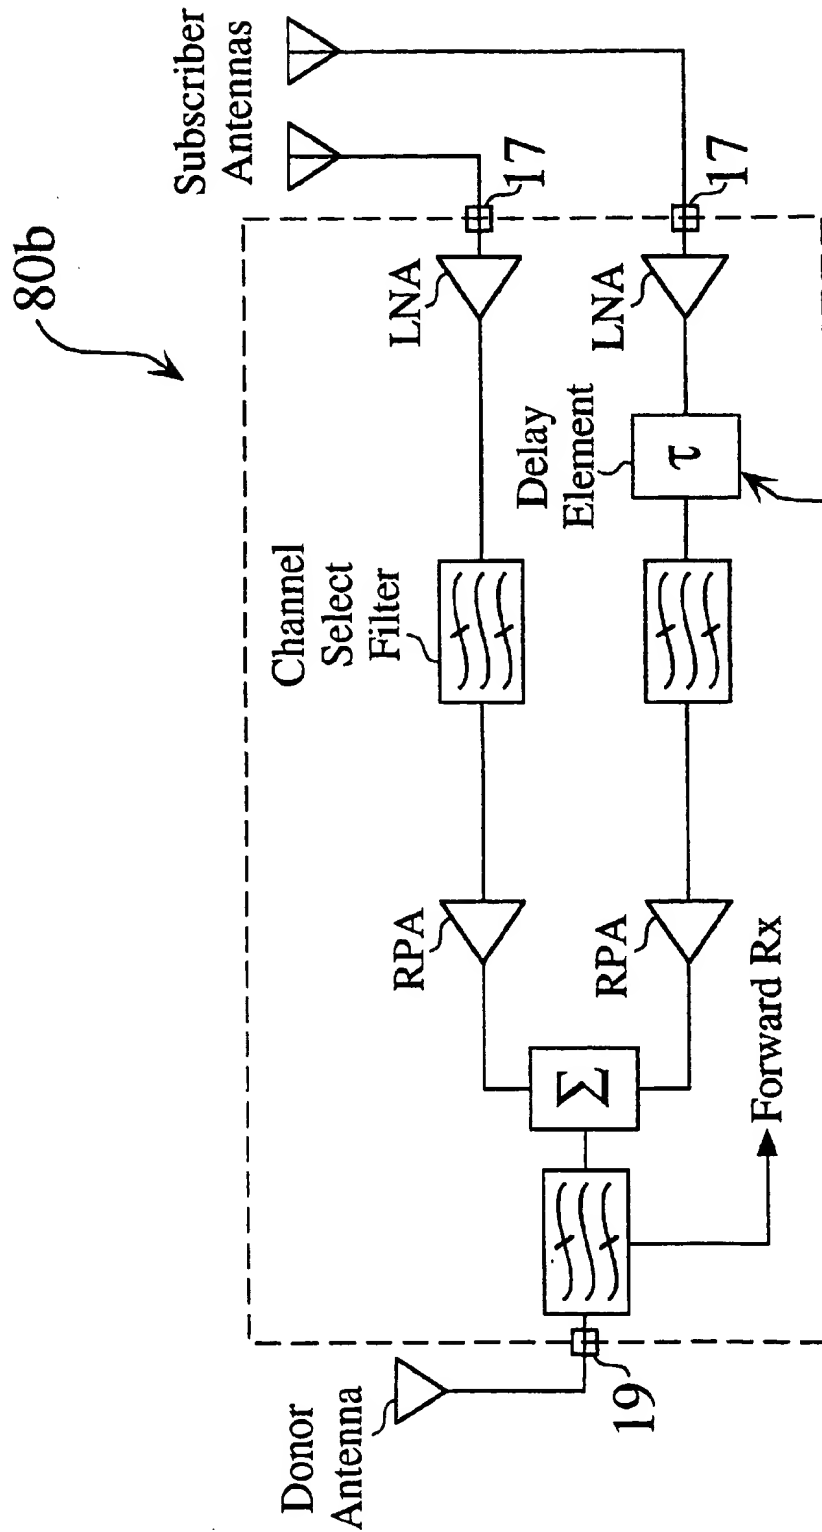 80b
Subscriber
Antennas
17
17
LNA
LNA
Delay
Element
τ
Channel
Select
Filter
RPA
RPA
Σ
Forward Rx
Donor
Antenna
19